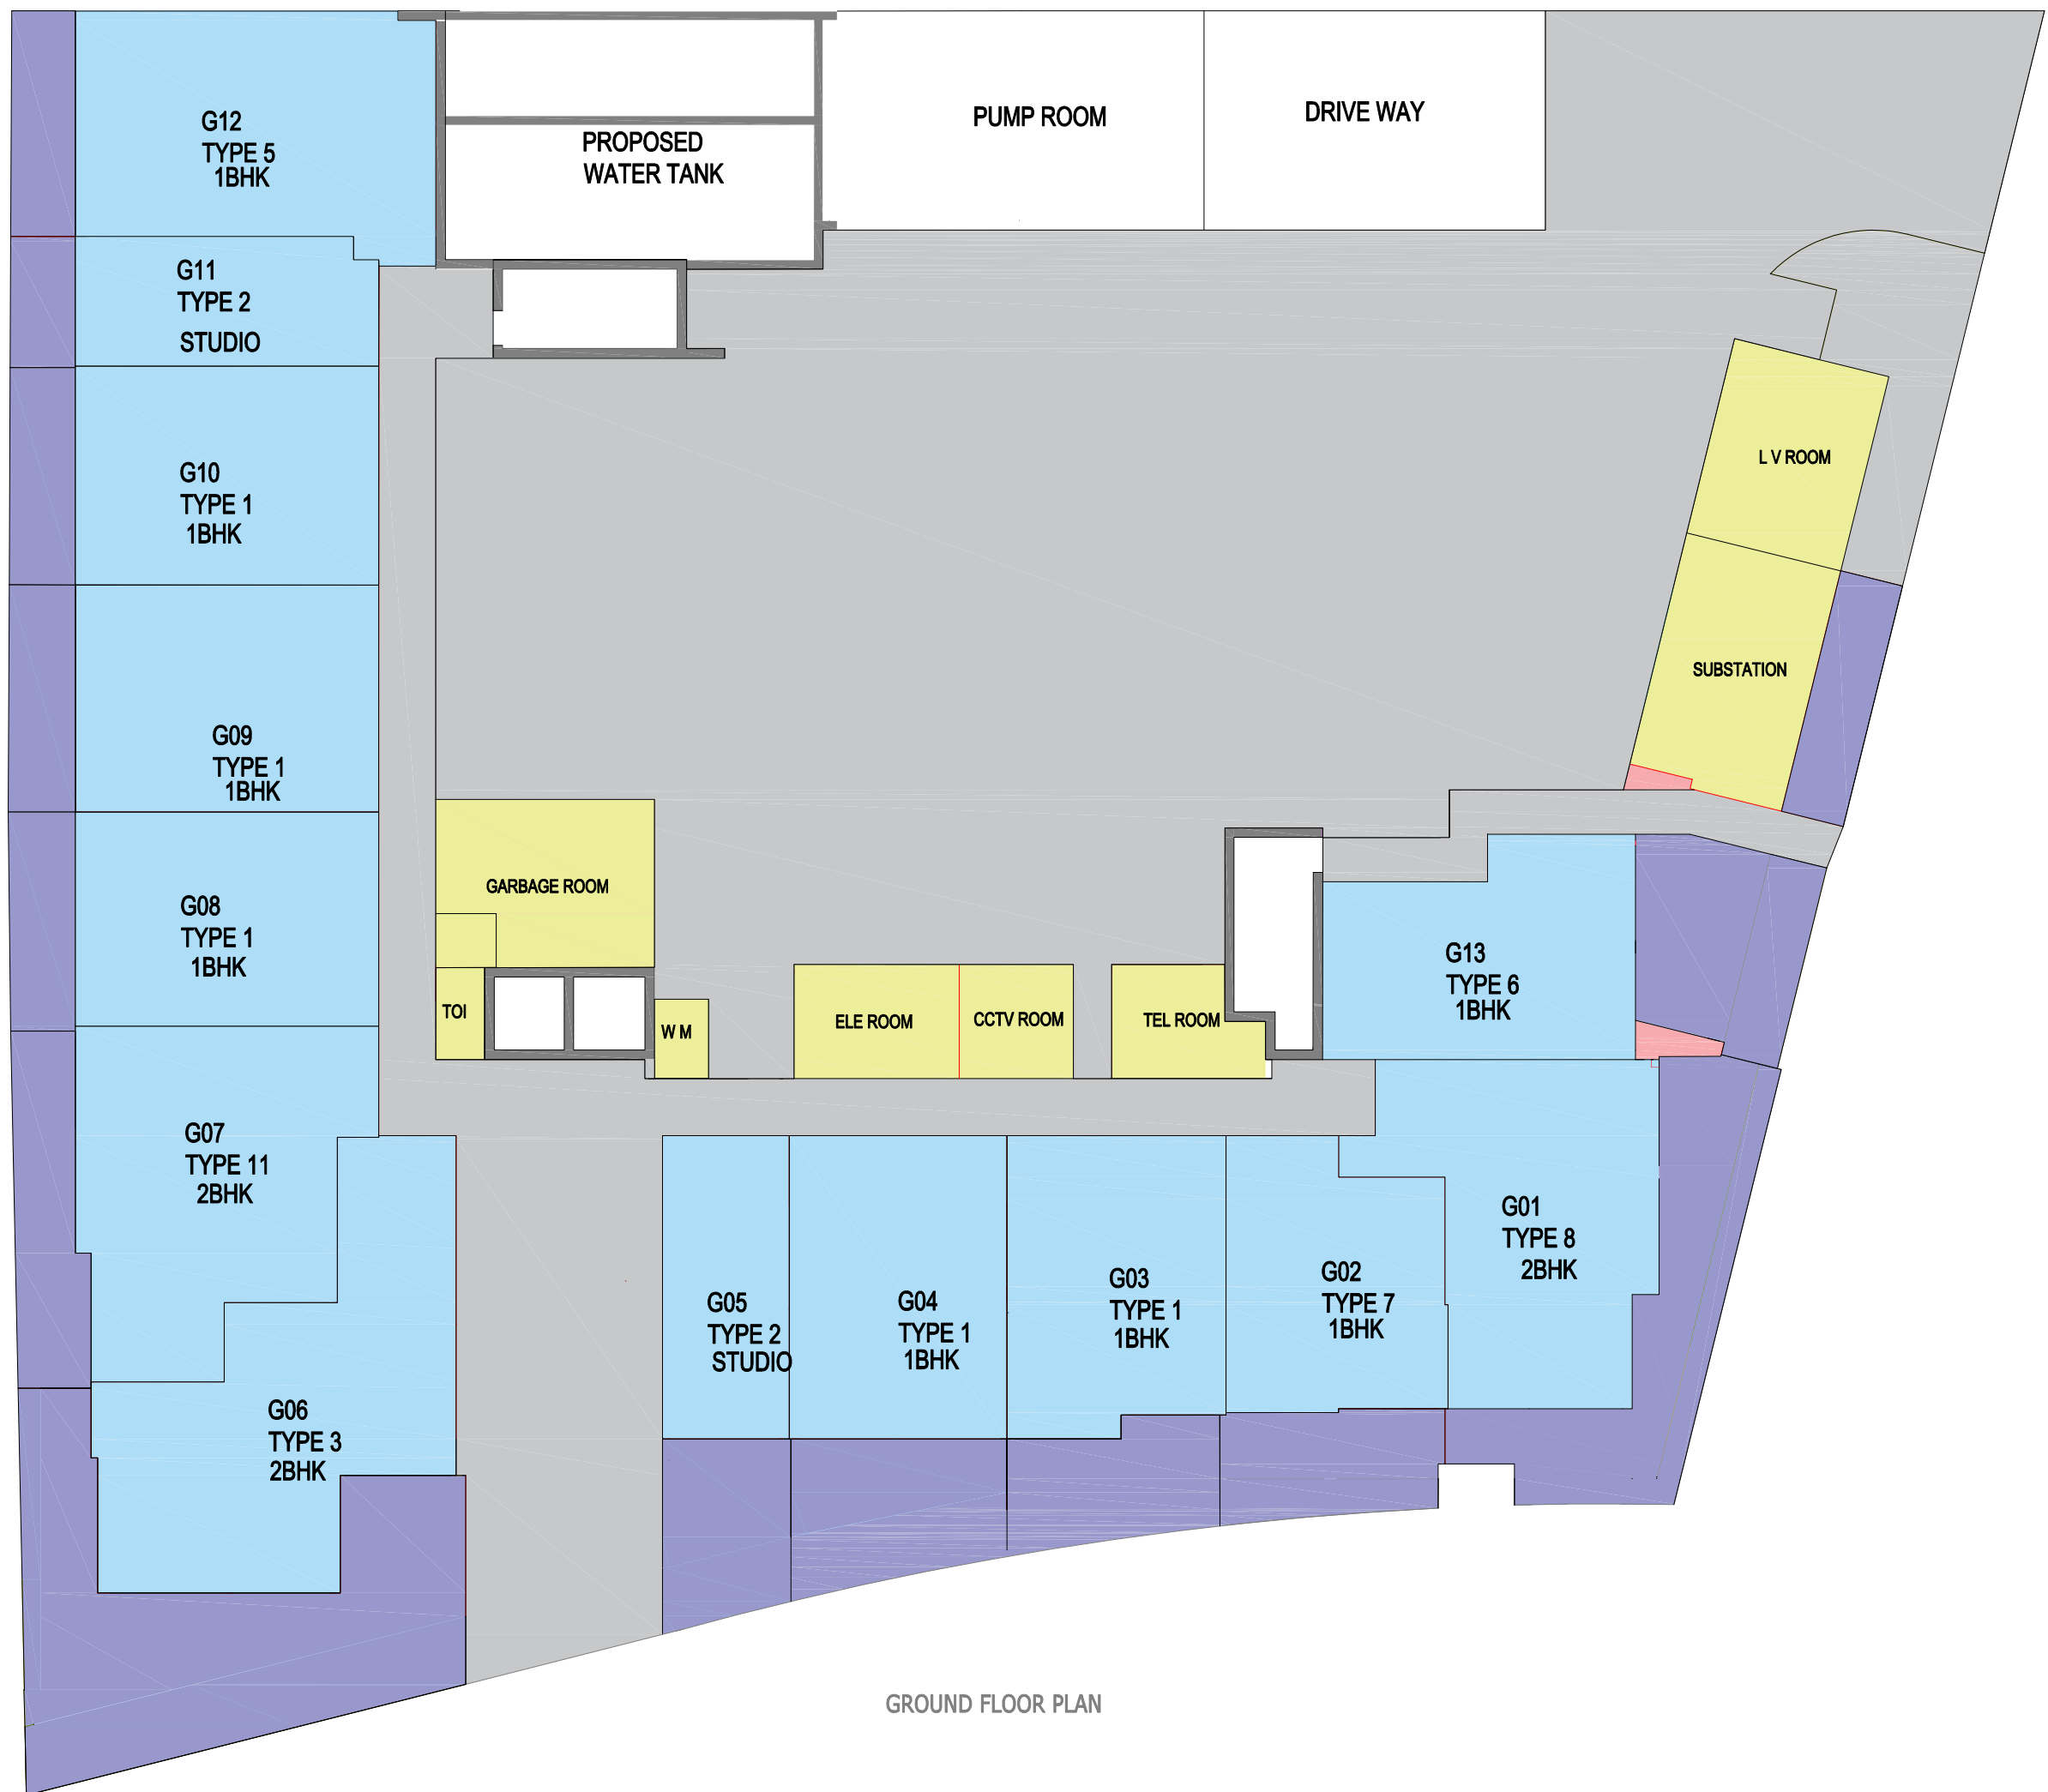 G12
TYPE 5
1BHK
PROPOSED
WATER TANK
PUMP ROOM
DRIVE WAY
G11
TYPE 2
STUDIO
G10
TYPE 1
1BHK
L V ROOM
SUBSTATION
G09
TYPE 1
1BHK
GARBAGE ROOM
G08
TYPE 1
1BHK
TOI
W M
ELE ROOM
CCTV ROOM
TEL ROOM
G13
TYPE 6
1BHK
G07
TYPE 11
2BHK
G06
TYPE 3
2BHK
G05
TYPE 2
STUDIO
G04
TYPE 1
1BHK
G03
TYPE 1
1BHK
G02
TYPE 7
1BHK
G01
TYPE 8
2BHK
GROUND FLOOR PLAN